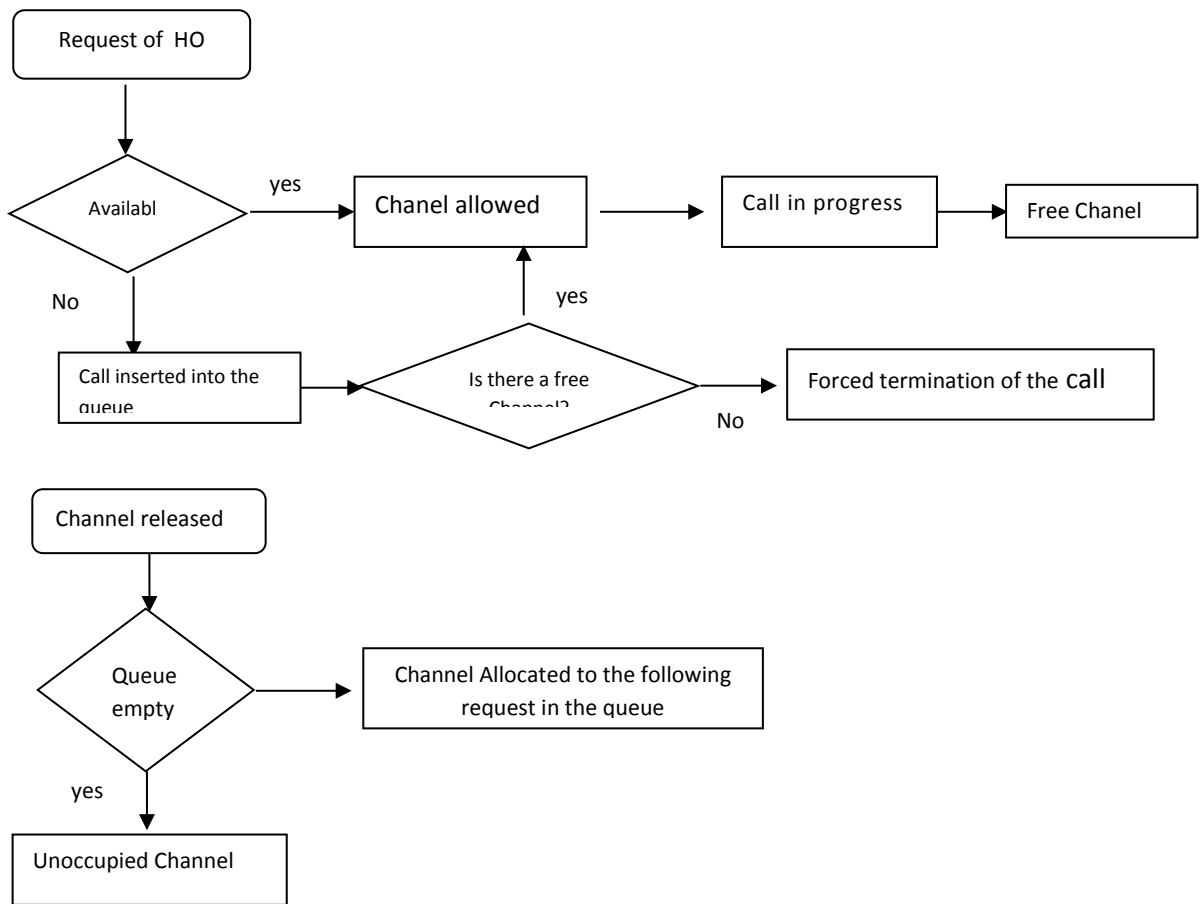 Request of HO
Availabl
yes
Chanel allowed
Call in progress
Free Chanel
No
yes
Call inserted into the
queue
Is there a free
Channel?
No
Forced termination of the call
Channel released
Queue
empty
Channel Allocated to the following
request in the queue
yes
Unoccupied Channel